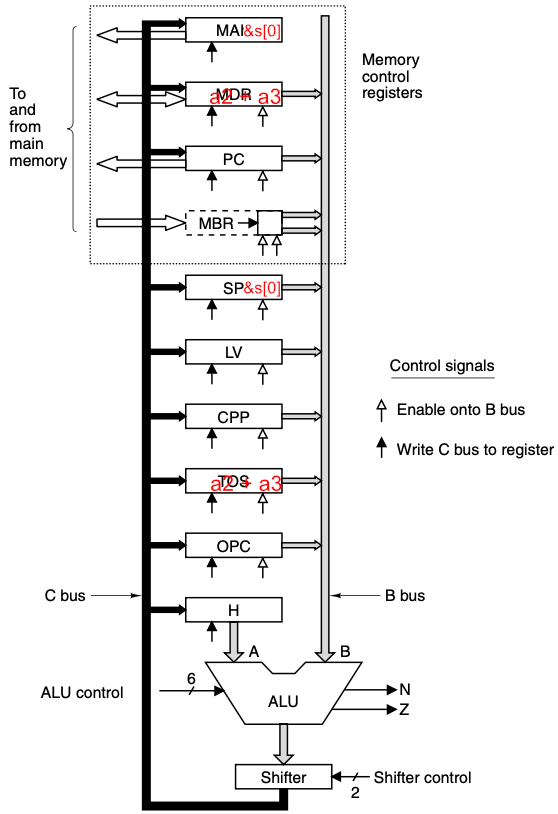 MAR &s[0]
Memory
control
registers
To
and
from
main
memory
MDR a2 + a3
PC
MBR
SP &s[0]
LV
Control signals
CPP
Enable onto B bus
Write C bus to register
TOS a2 + a3
OPC
C bus
B bus
H
A
B
6
ALU control
ALU
N
Z
Shifter
Shifter control
2